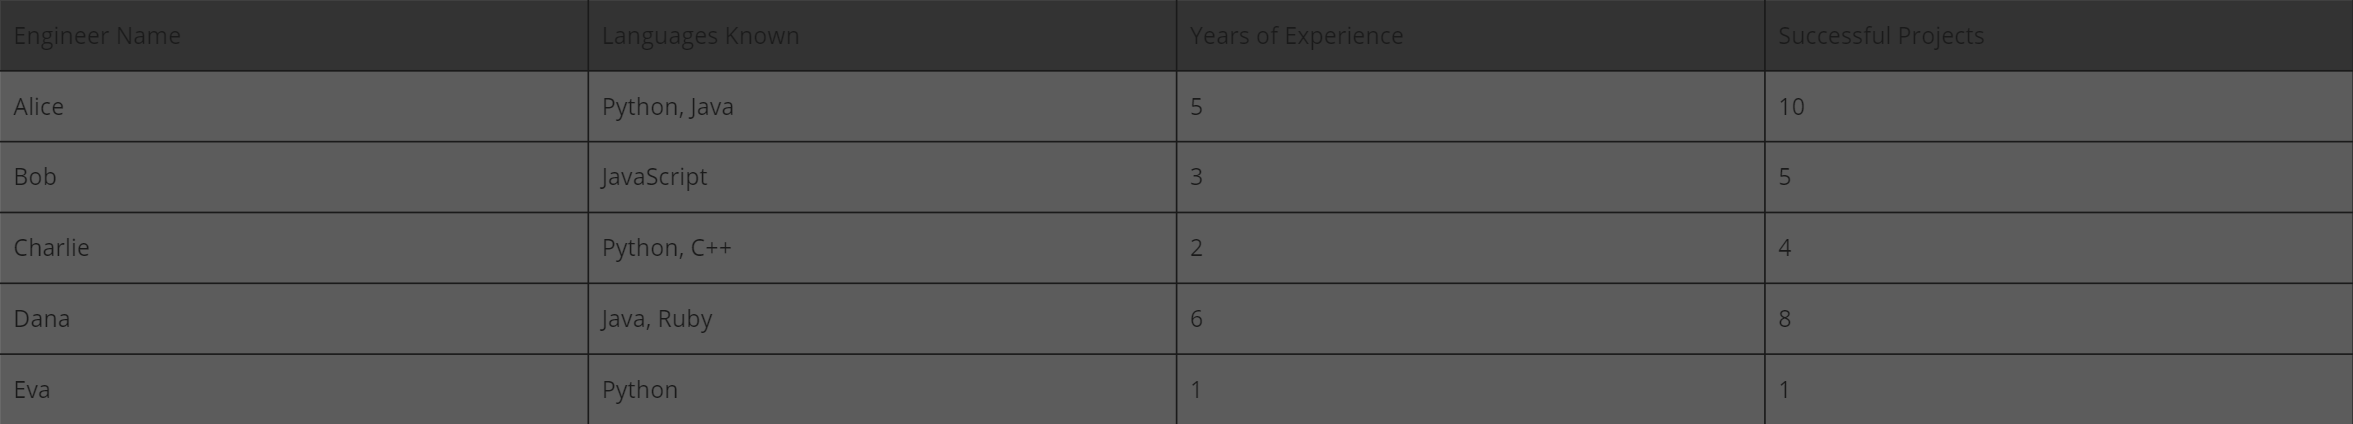 Engineer Name Languages Known Years of Experience Successful Projects
Alice Python, Java 5 10
Bob JavaScript 3 5
Charlie Python, C++ 2 4
Dana Java, Ruby 6 8
Eva Python 1 1